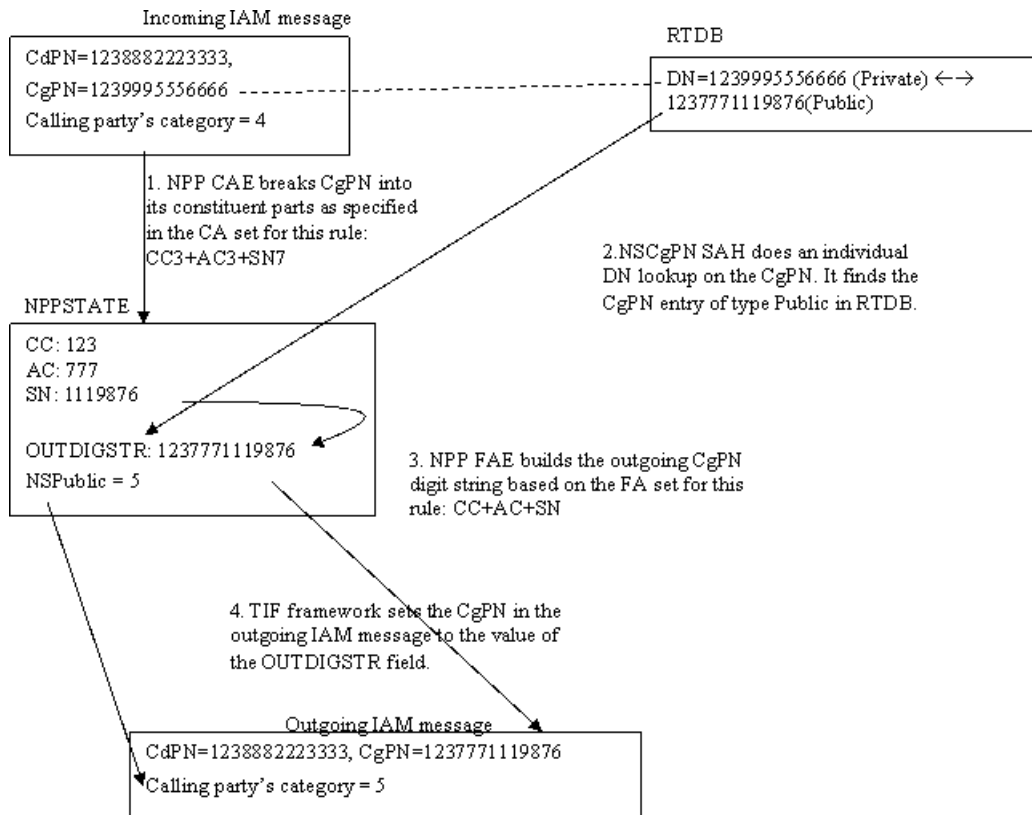 Incoming IAM message
CdPN=1238882223333,
CgPN=1239995556666
Calling party's category = 4
RTDB
DN=1239995556666 (Private) ←→
1237771119876(Public)
1. NPP CAE breaks CgPN into
its constituent parts as specified
in the CA set for this rule:
CC3+AC3+SN7
2.NSCgPN SAH does an individual
DN lookup on the CgPN. It finds the
CgPN entry of type Public in RTDB.
NPPSTATE
CC: 123
AC: 777
SN: 1119876
OUTDIGSTR: 1237771119876
NSPublic = 5
3. NPP FAE builds the outgoing CgPN
digit string based on the FA set for this
rule: CC+AC+SN
4. TIF framework sets the CgPN in the
outgoing IAM message to the value of
the OUTDIGSTR field.
Outgoing IAM message
CdPN=1238882223333, CgPN=1237771119876
Calling party's category = 5